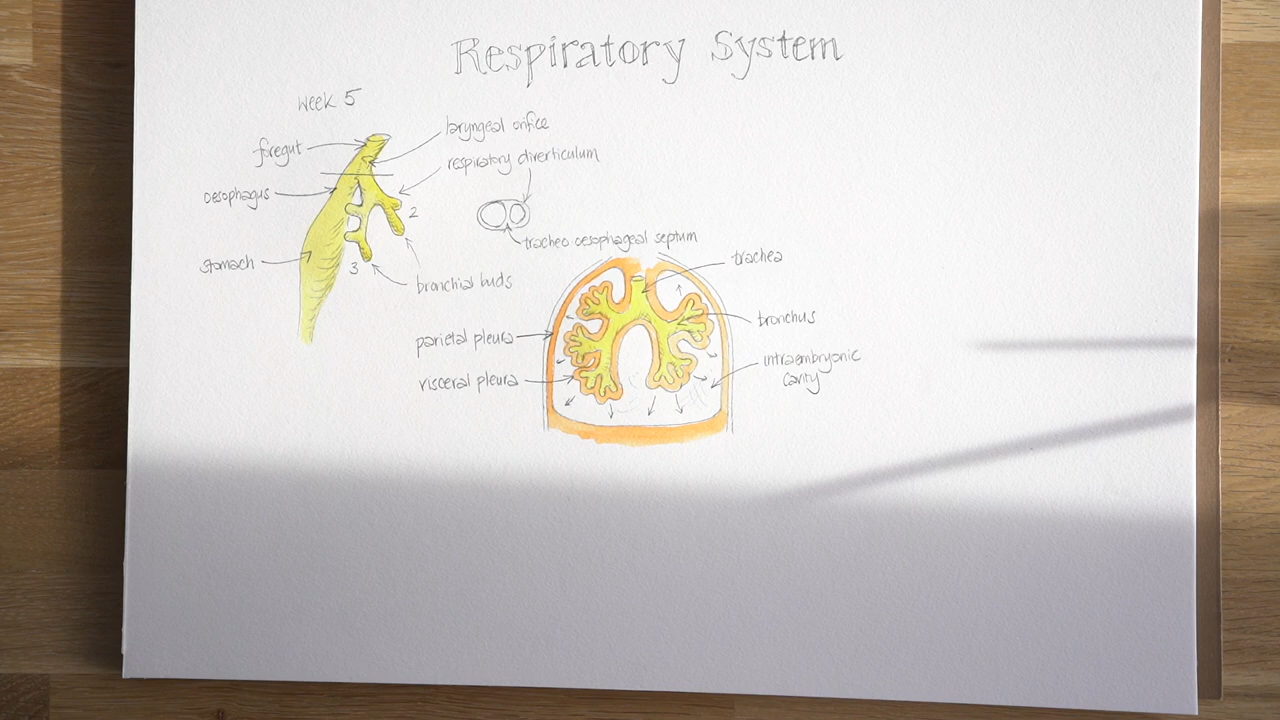 Respiratory System
Week 5
foregut
laryngeal orifice
respiratory diverticulum
oesophagus
2
tracheo oesophageal septum
stomach
3
bronchial buds
trachea
bronchus
parietal pleura
intraembryonic
cavity
visceral pleura